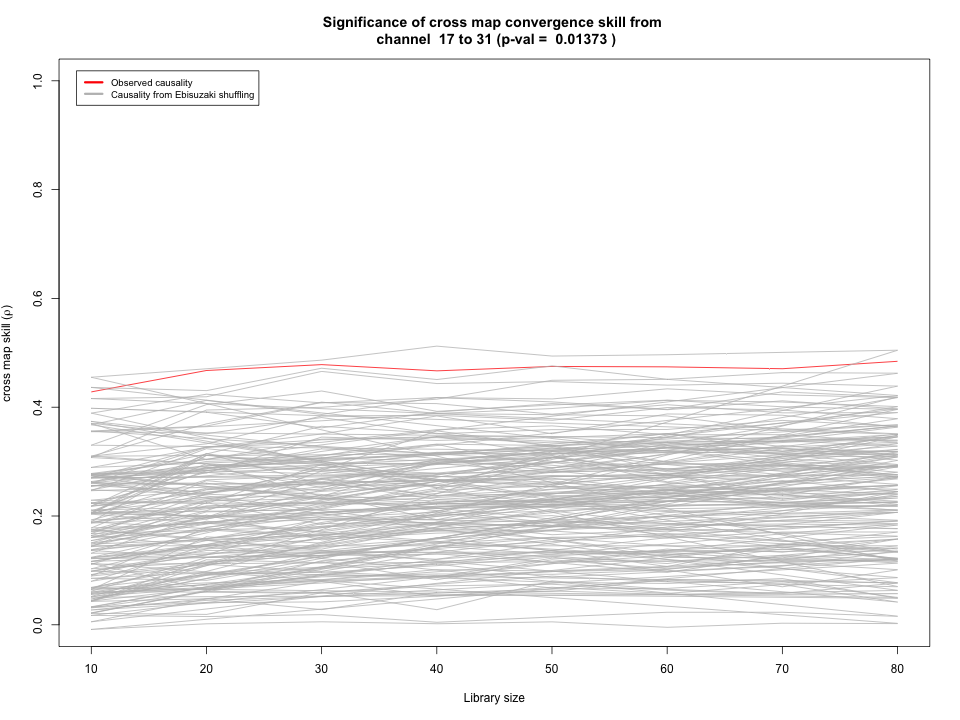 Significance of cross map convergence skill from
channel  17 to 31 (p-val =  0.01373 )
Observed causality
Causality from Ebisuzaki shuffling
1.0
0.8
0.6
0.4
0.2
0.0
cross map skill (ρ)
10 20 30 40 50 60 70 80
Library size